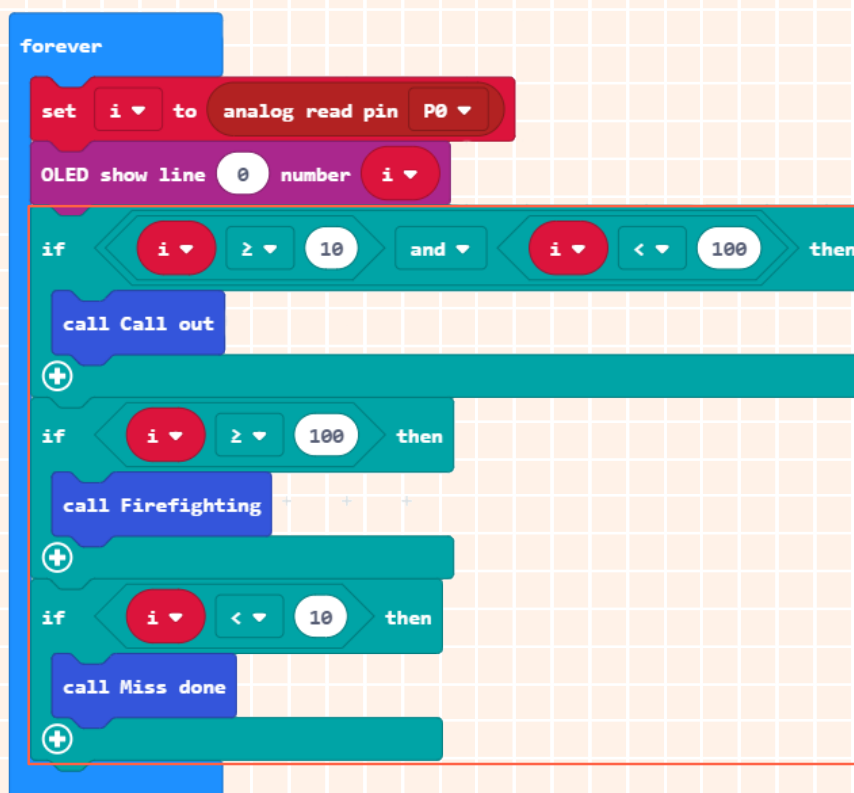 forever
set i to analog read pin P0
OLED show line 0 number i
if i ≥ 10 and i < 100 then
call Call out
if i ≥ 100 then
call Firefighting
if i < 10 then
call Miss done